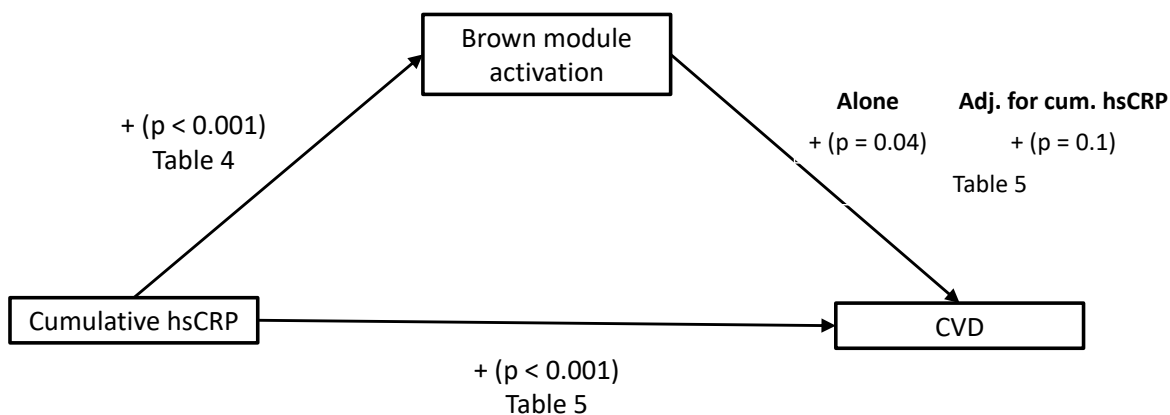 Brown module
activation
Alone
Adj. for cum. hsCRP
+ (p < 0.001)
Table 4
+ (p = 0.04)
+ (p = 0.1)
Table 5
Cumulative hsCRP
CVD
+ (p < 0.001)
Table 5